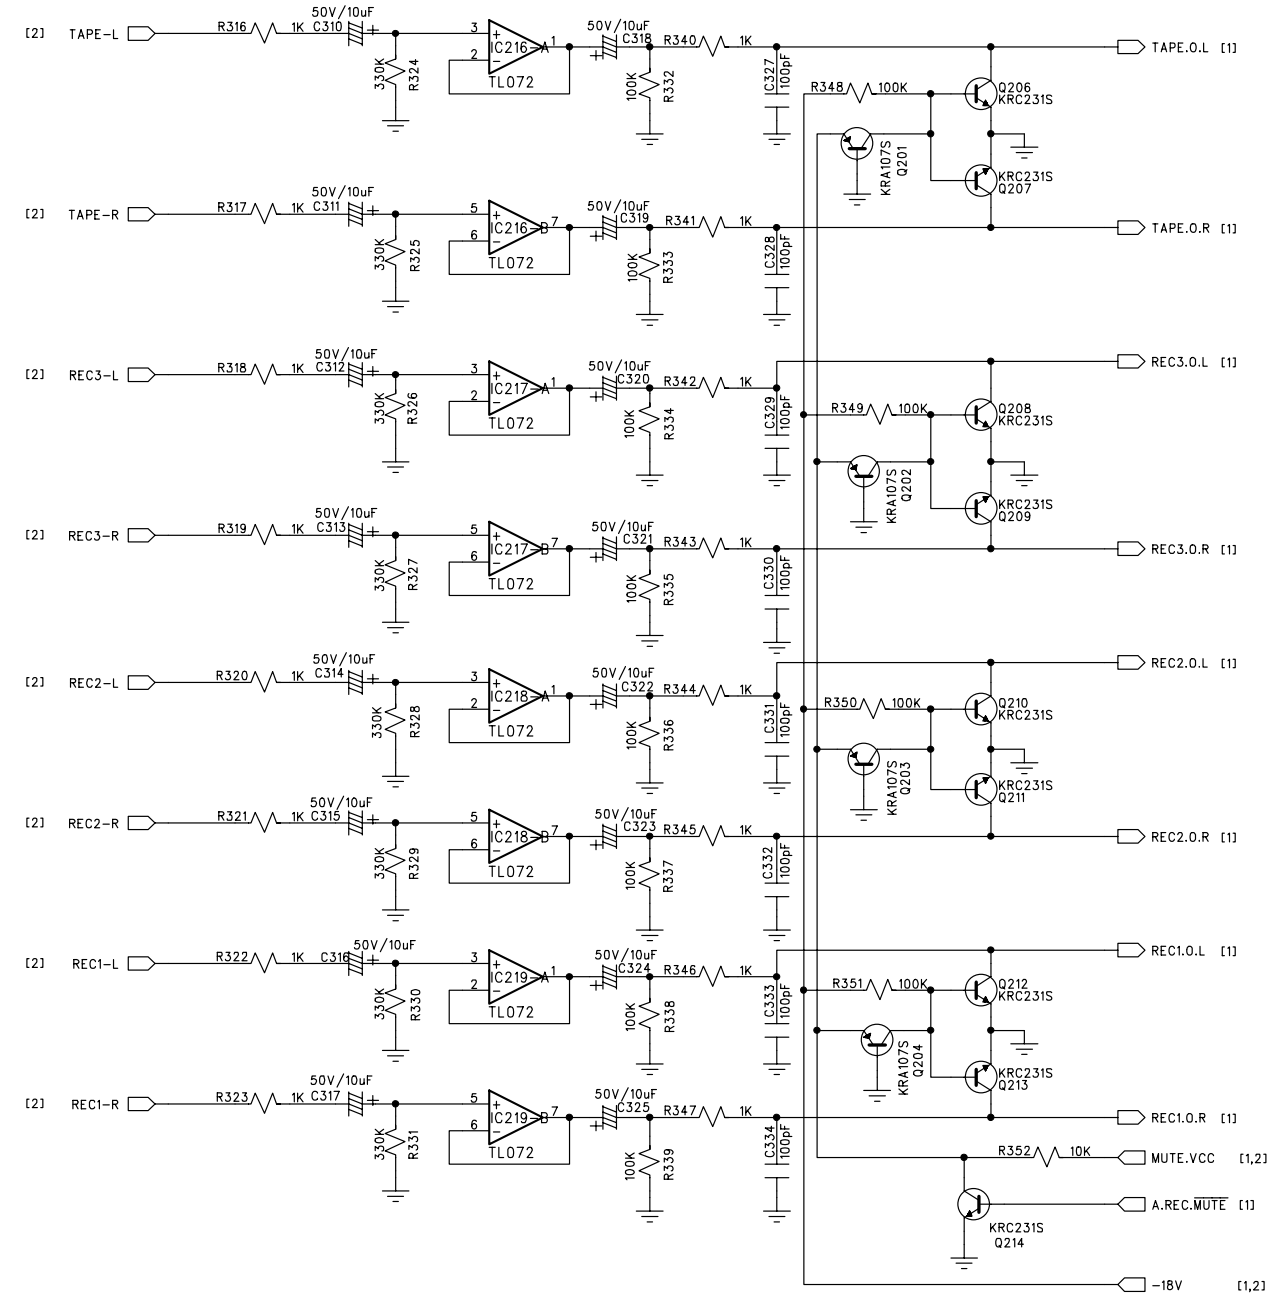 [2] TAPE-L R316 1K 50V/10uF C310 330K R324 3 + 2 - IC216-A 1 TL072 50V/10uF C318 100K R332 R340 1K C327 100pF TAPE.O.L [1]
R348 100K Q206 KRC231S
KRA107S Q201
KRC231S Q207
[2] TAPE-R R317 1K 50V/10uF C311 330K R325 5 + 6 - IC216-B 7 TL072 50V/10uF C319 100K R333 R341 1K C328 100pF TAPE.O.R [1]
[2] REC3-L R318 1K 50V/10uF C312 330K R326 3 + 2 - IC217-A 1 TL072 50V/10uF C320 100K R334 R342 1K C329 100pF REC3.O.L [1]
R349 100K Q208 KRC231S
KRA107S Q202
KRC231S Q209
[2] REC3-R R319 1K 50V/10uF C313 330K R327 5 + 6 - IC217-B 7 TL072 50V/10uF C321 100K R335 R343 1K C330 100pF REC3.O.R [1]
[2] REC2-L R320 1K 50V/10uF C314 330K R328 3 + 2 - IC218-A 1 TL072 50V/10uF C322 100K R336 R344 1K C331 100pF REC2.O.L [1]
R350 100K Q210 KRC231S
KRA107S Q203
KRC231S Q211
[2] REC2-R R321 1K 50V/10uF C315 330K R329 5 + 6 - IC218-B 7 TL072 50V/10uF C323 100K R337 R345 1K C332 100pF REC2.O.R [1]
[2] REC1-L R322 1K 50V/10uF C316 330K R330 3 + 2 - IC219-A 1 TL072 50V/10uF C324 100K R338 R346 1K C333 100pF REC1.O.L [1]
R351 100K Q212 KRC231S
KRA107S Q204
KRC231S Q213
[2] REC1-R R323 1K 50V/10uF C317 330K R331 5 + 6 - IC219-B 7 TL072 50V/10uF C325 100K R339 R347 1K C334 100pF REC1.O.R [1]
R352 10K MUTE.VCC [1,2]
A.REC.MUTE [1]
KRC231S
Q214
-18V [1,2]